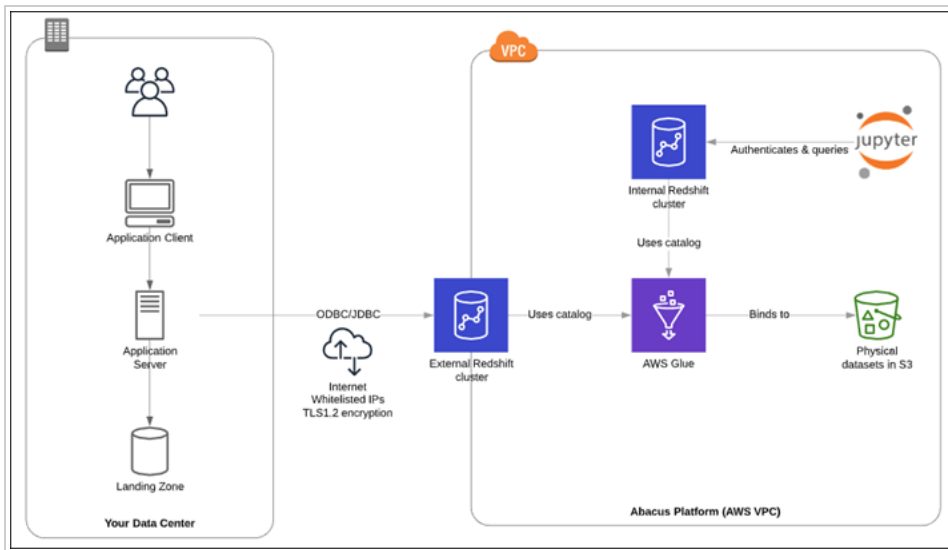 VPC
jupyter
Authenticates & queries
Internal Redshift
cluster
Application Client
Uses catalog
ODBC/JDBC
Uses catalog
Binds to
Application
Server
External Redshift
cluster
AWS Glue
Physical
datasets in S3
Internet
Whitelisted IPs
TLS1.2 encryption
Landing Zone
Your Data Center
Abacus Platform (AWS VPC)